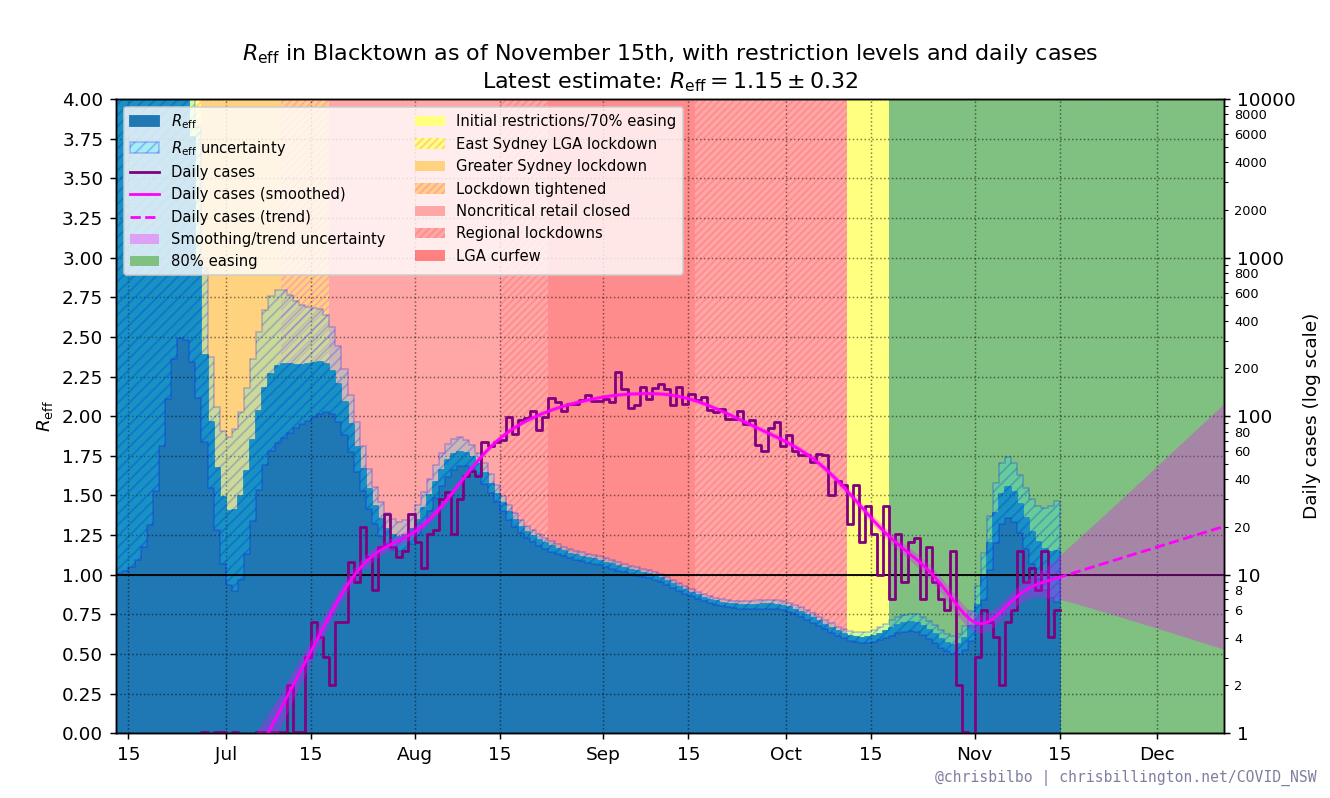 R_eff in Blacktown as of November 15th, with restriction levels and daily cases
Latest estimate: R_eff = 1.15 ± 0.32
R_eff
R_eff uncertainty
Daily cases
Daily cases (smoothed)
Daily cases (trend)
Smoothing/trend uncertainty
80% easing
Initial restrictions/70% easing
East Sydney LGA lockdown
Greater Sydney lockdown
Lockdown tightened
Noncritical retail closed
Regional lockdowns
LGA curfew
R_eff
4.00
3.75
3.50
3.25
3.00
2.75
2.50
2.25
2.00
1.75
1.50
1.25
1.00
0.75
0.50
0.25
0.00
10000
8000
6000
4000
2000
1000
800
600
400
200
100
80
60
40
20
10
8
6
4
2
1
Daily cases (log scale)
15 Jul 15 Aug 15 Sep 15 Oct 15 Nov 15 Dec
@chrisbilbo | chrisbillington.net/COVID_NSW